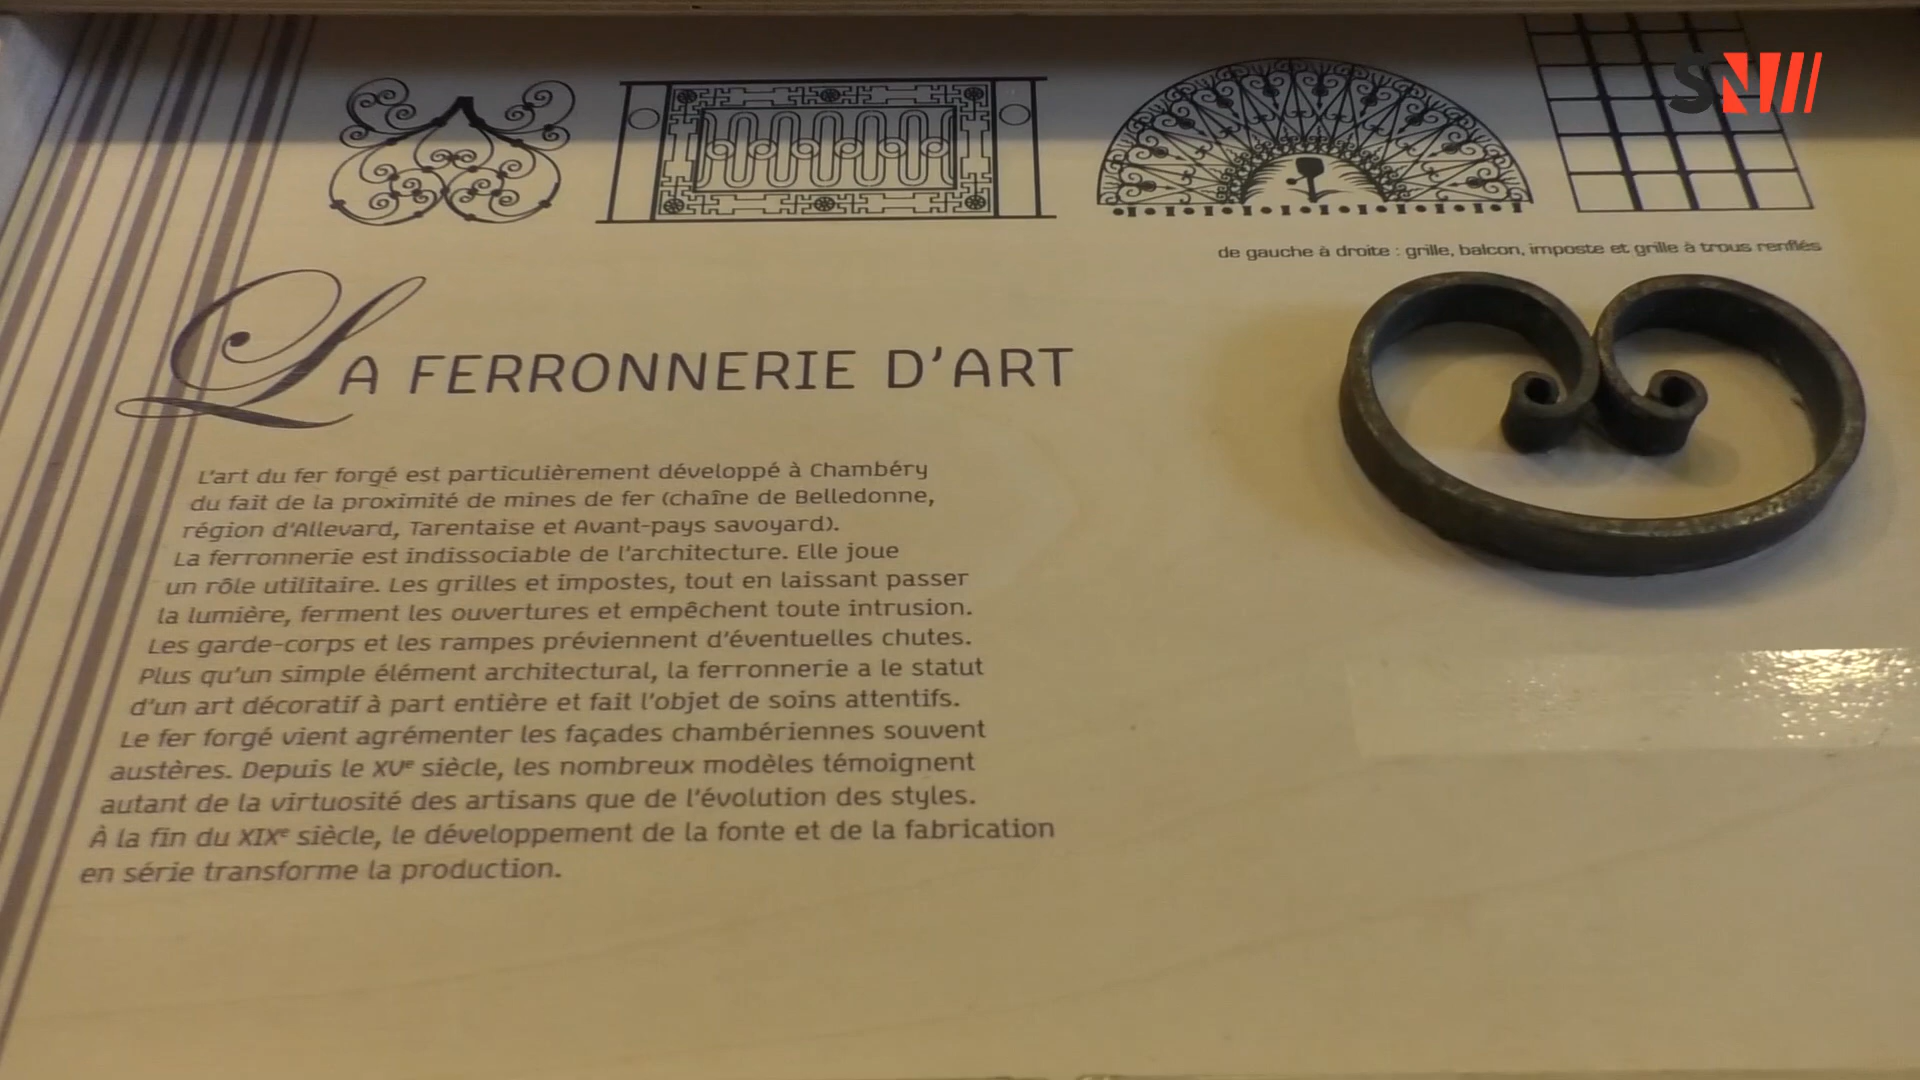 SN
de gauche à droite : grille, balcon, imposte et grille à trous renflés
LA FERRONNERIE D'ART
L'art du fer forgé est particulièrement développé à Chambéry
du fait de la proximité de mines de fer (chaîne de Belledonne,
région d'Allevard, Tarentaise et Avant-pays savoyard).
La ferronnerie est indissociable de l'architecture. Elle joue
un rôle utilitaire. Les grilles et impostes, tout en laissant passer
la lumière, ferment les ouvertures et empêchent toute intrusion.
Les garde-corps et les rampes préviennent d'éventuelles chutes.
Plus qu'un simple élément architectural, la ferronnerie a le statut
d'un art décoratif à part entière et fait l'objet de soins attentifs.
Le fer forgé vient agrémenter les façades chambériennes souvent
austères. Depuis le XVe siècle, les nombreux modèles témoignent
autant de la virtuosité des artisans que de l'évolution des styles.
À la fin du XIXe siècle, le développement de la fonte et de la fabrication
en série transforme la production.